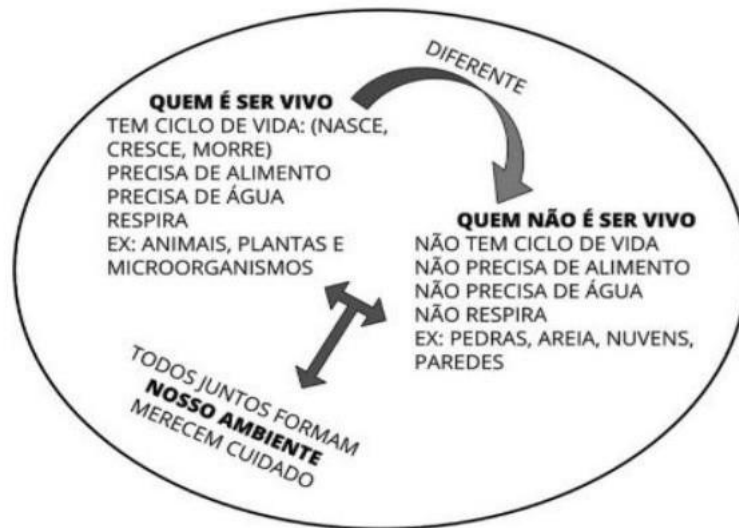 DIFERENTE
QUEM É SER VIVO
TEM CICLO DE VIDA: (NASCE,
CRESCE, MORRE)
PRECISA DE ALIMENTO
PRECISA DE ÁGUA
RESPIRA
EX: ANIMAIS, PLANTAS E
MICROORGANISMOS
QUEM NÃO É SER VIVO
NÃO TEM CICLO DE VIDA
NÃO PRECISA DE ALIMENTO
NÃO PRECISA DE ÁGUA
NÃO RESPIRA
EX: PEDRAS, AREIA, NUVENS,
PAREDES
TODOS JUNTOS FORMAM
NOSSO AMBIENTE
MERECEM CUIDADO